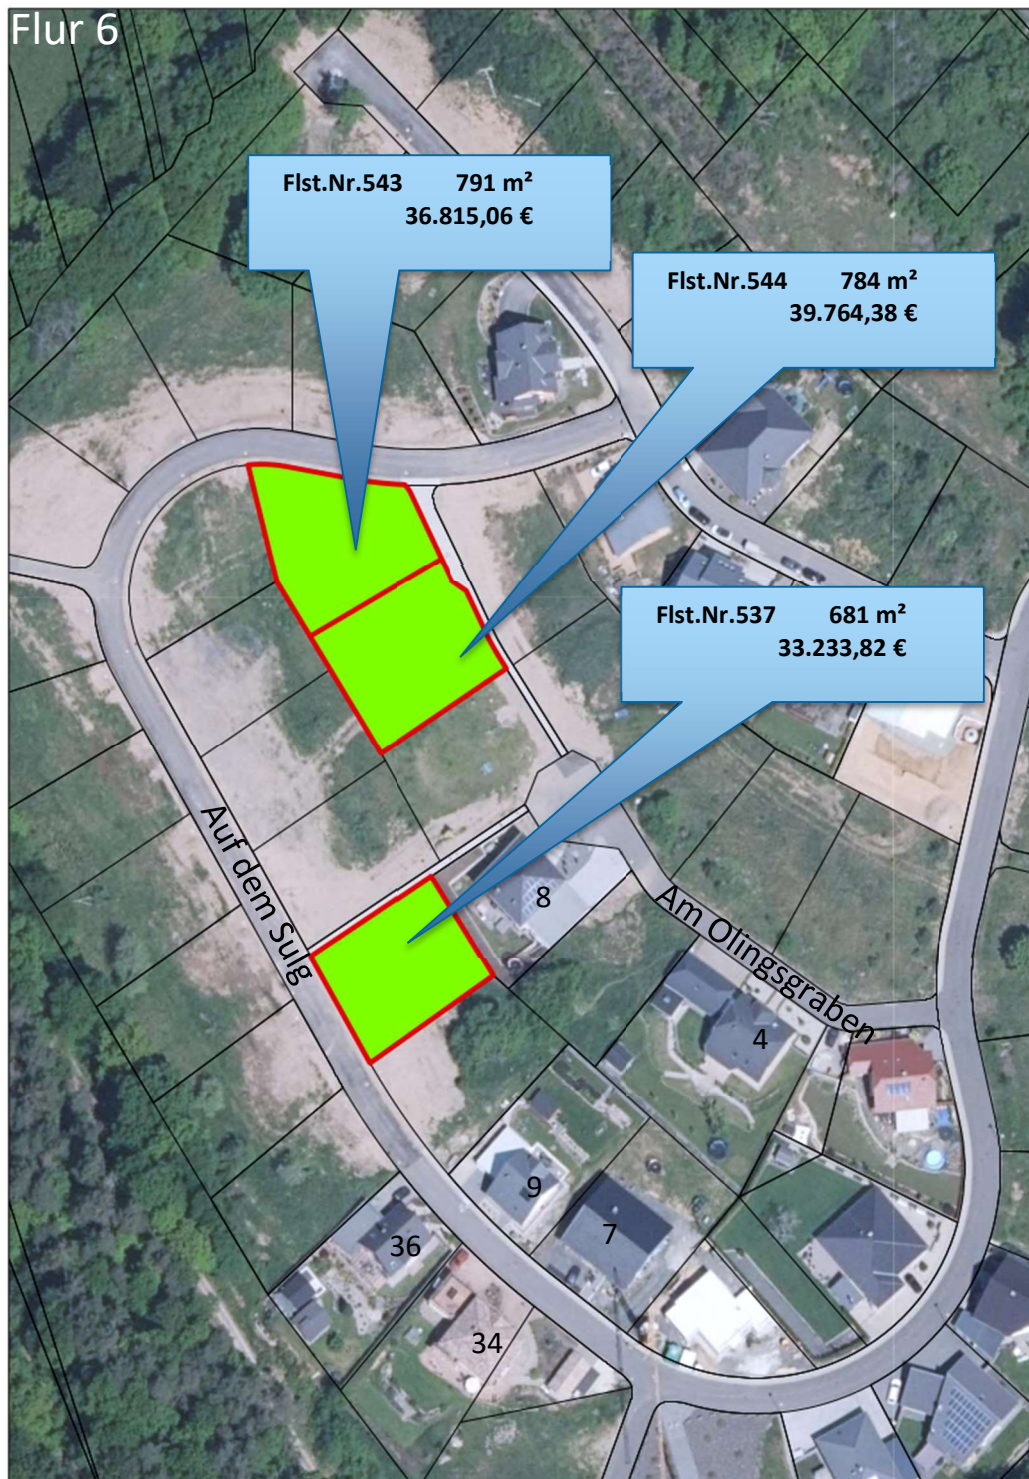 Flur 6
Flst.Nr.543 791 m²
36.815,06 €
Flst.Nr.544 784 m²
39.764,38 €
Flst.Nr.537 681 m²
33.233,82 €
Auf dem Sulg
8
Am Olingsgraben
4
9
7
36
34